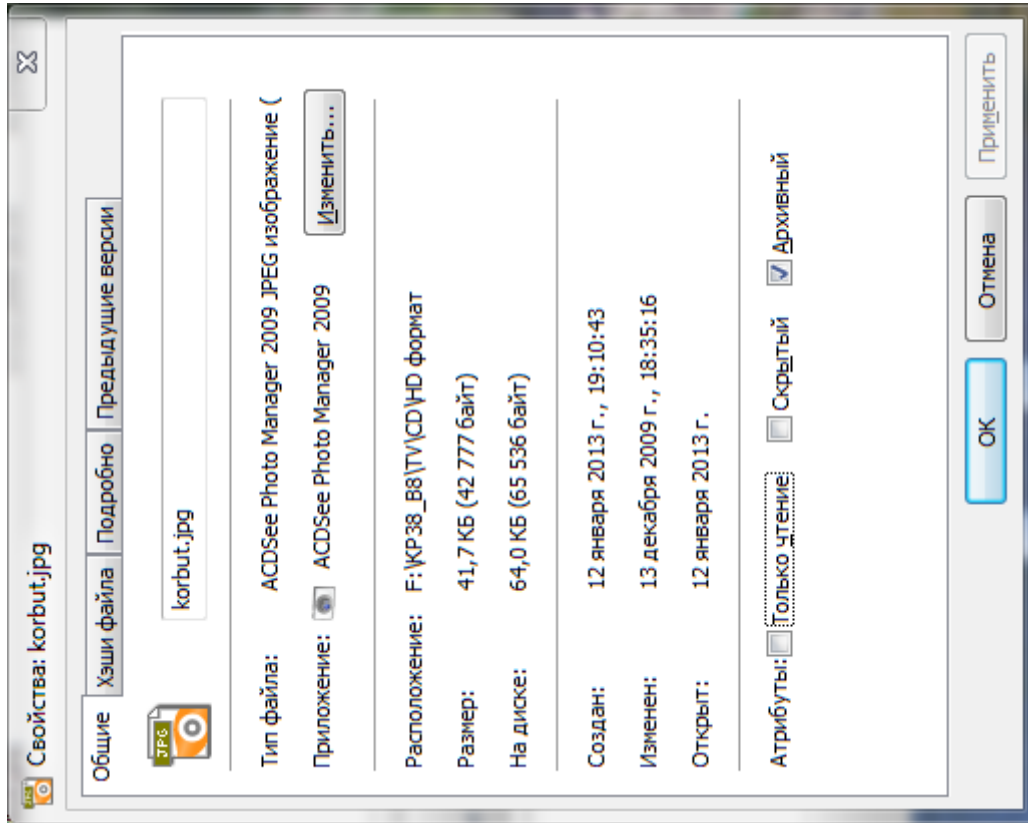 Свойства: korbut.jpg
Общие Хэши файла Подробно Предыдущие версии
JPG
korbut.jpg
Тип файла: ACDSee Photo Manager 2009 JPEG изображение (
Приложение: ACDSee Photo Manager 2009 Изменить...
Расположение: F:\KP38_B8\TV\CD\HD формат
Размер: 41,7 КБ (42 777 байт)
На диске: 64,0 КБ (65 536 байт)
Создан: 12 января 2013 г., 19:10:43
Изменен: 13 декабря 2009 г., 18:35:16
Открыт: 12 января 2013 г.
Атрибуты: Только чтение Скрытый Архивный
ОК Отмена Применить